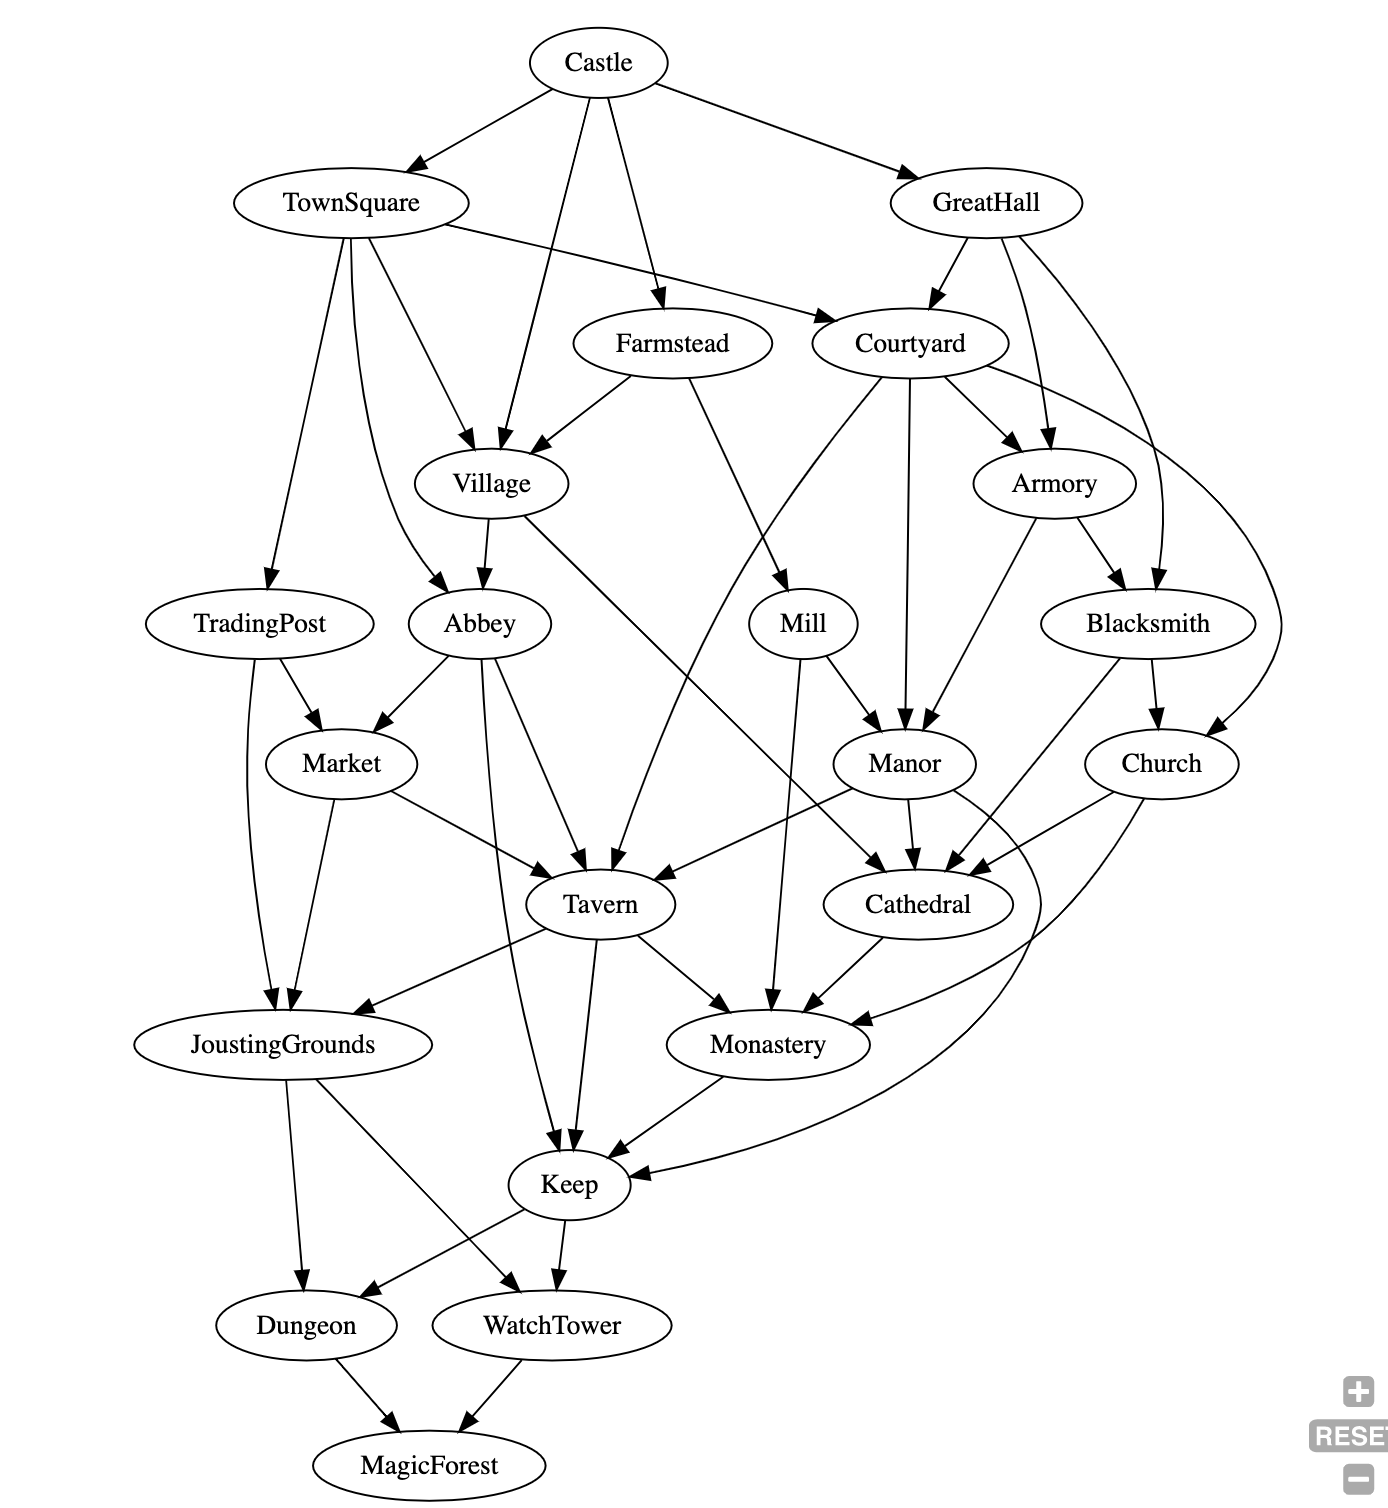 Castle
TownSquare
GreatHall
Farmstead
Courtyard
Village
Armory
TradingPost
Abbey
Mill
Blacksmith
Market
Manor
Church
Tavern
Cathedral
JoustingGrounds
Monastery
Keep
Dungeon
WatchTower
MagicForest
RESET